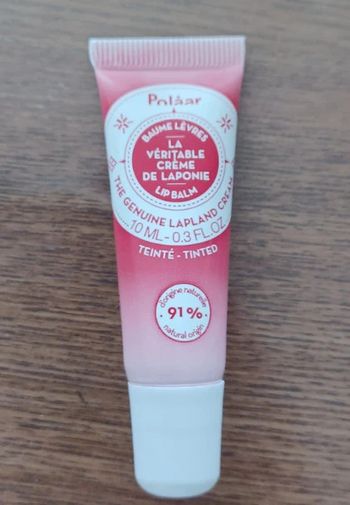 Polåar
BAUME LÈVRES
LA
VÉRITABLE
CRÈME
DE LAPONIE
LIP BALM
THE GENUINE LAPLAND CREAM
10 ML - 0.3 FL.OZ
TEINTÉ - TINTED
d'origine naturelle
91%
natural origin